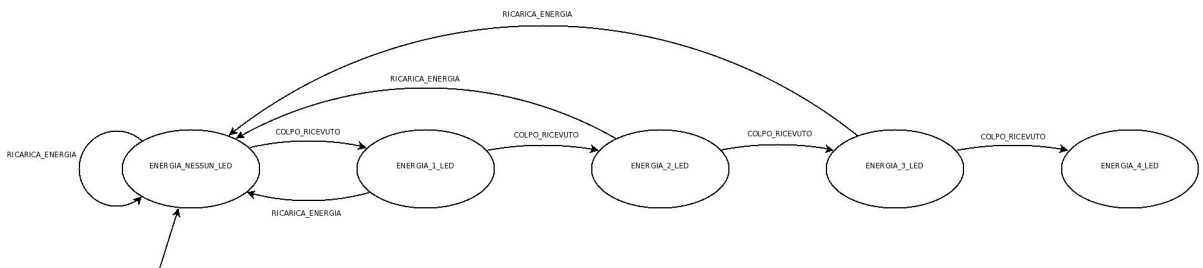 RICARICA_ENERGIA
RICARICA_ENERGIA
COLPO_RICEVUTO
COLPO_RICEVUTO
COLPO_RICEVUTO
COLPO_RICEVUTO
RICARICA_ENERGIA
ENERGIA_NESSUN_LED
ENERGIA_1_LED
ENERGIA_2_LED
ENERGIA_3_LED
ENERGIA_4_LED
RICARICA_ENERGIA